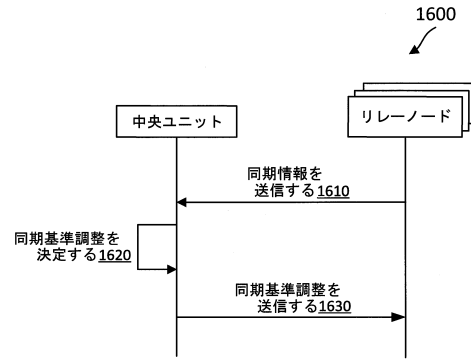 1600
中央ユニット
リレーノード
同期情報を
送信する1610
同期基準調整を
決定する1620
同期基準調整を
送信する1630